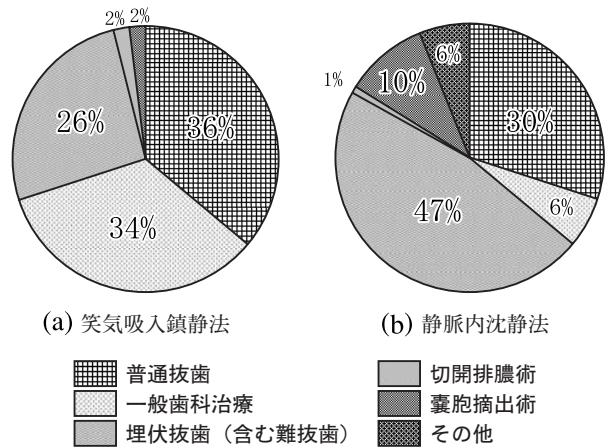 2% 2%
36%
26%
34%
6%
10%
1%
30%
6%
47%
(a) 笑気吸入鎮静法
(b) 静脈内沈静法
普通抜歯
一般歯科治療
埋伏抜歯（含む難抜歯）
切開排膿術
嚢胞摘出術
その他